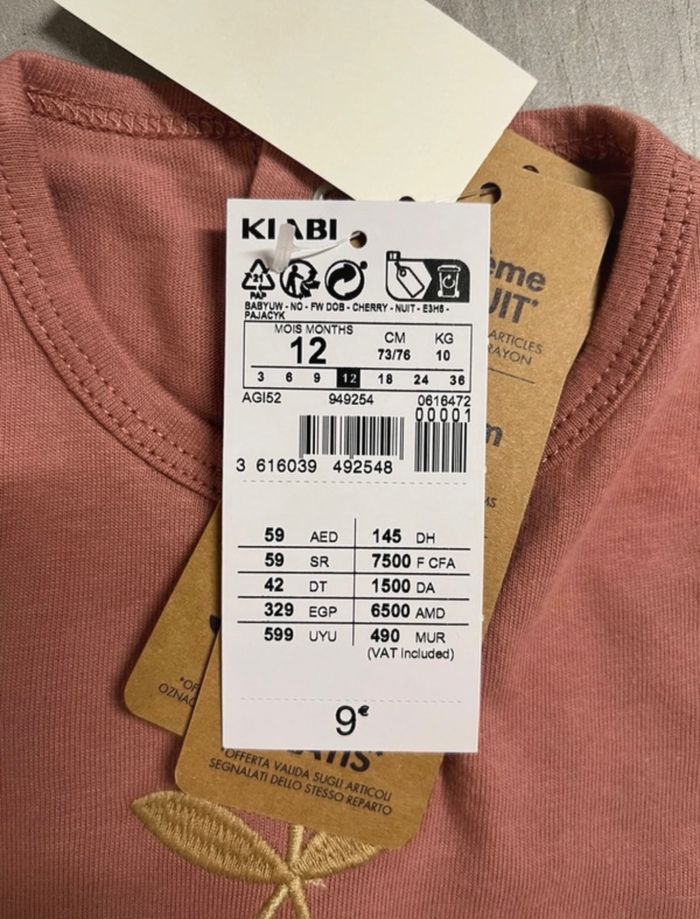 KIABI
21
PAP
BABYUW - NO - FW DOB - CHERRY - NUIT - E3H6 -
PAJACYK
MOIS MONTHS
12
CM
73/76
KG
10
3 6 9 12 18 24 36
AGI52 949254 0616472
00001
3 616039 492548
59 AED 145 DH
59 SR 7500 F CFA
42 DT 1500 DA
329 EGP 6500 AMD
599 UYU 490 MUR
(VAT included)
9€
ème
UIT*
ARTICLES
RAYON
*OFFERTA VALIDA SUGLI ARTICOLI
SEGNALATI DELLO STESSO REPARTO